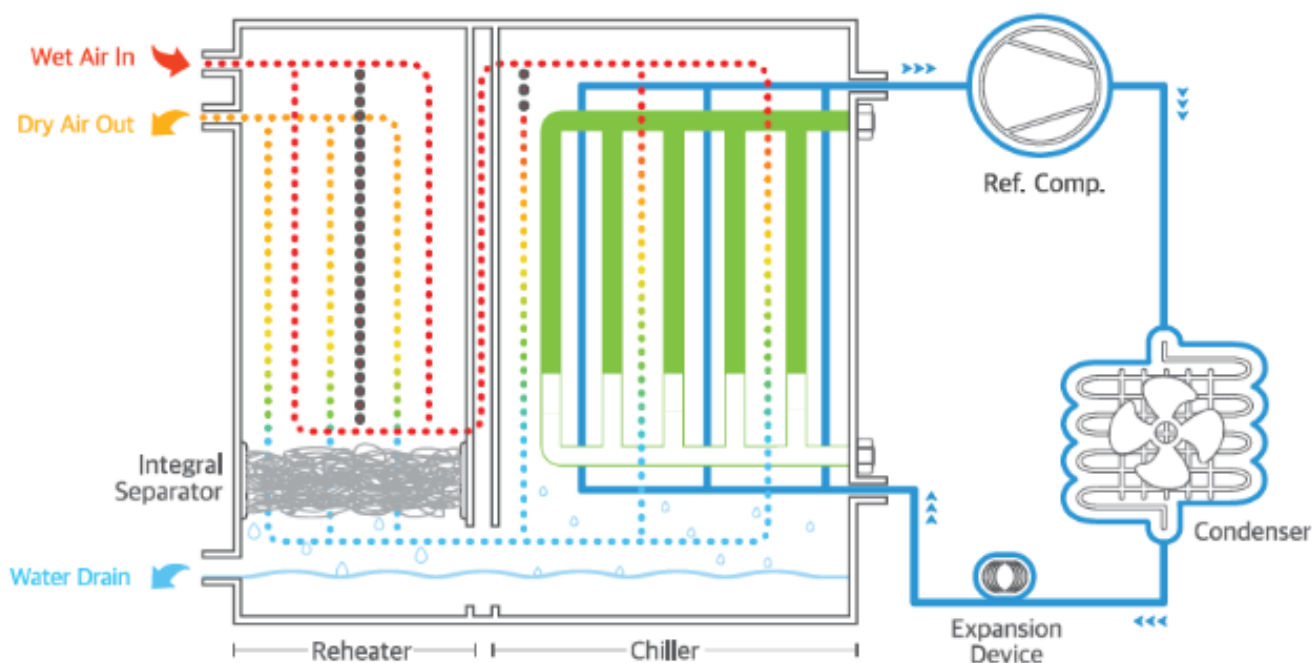 Wet Air In
Dry Air Out
Ref. Comp.
Integral
Separator
Condenser
Water Drain
Expansion
Device
Reheater
Chiller